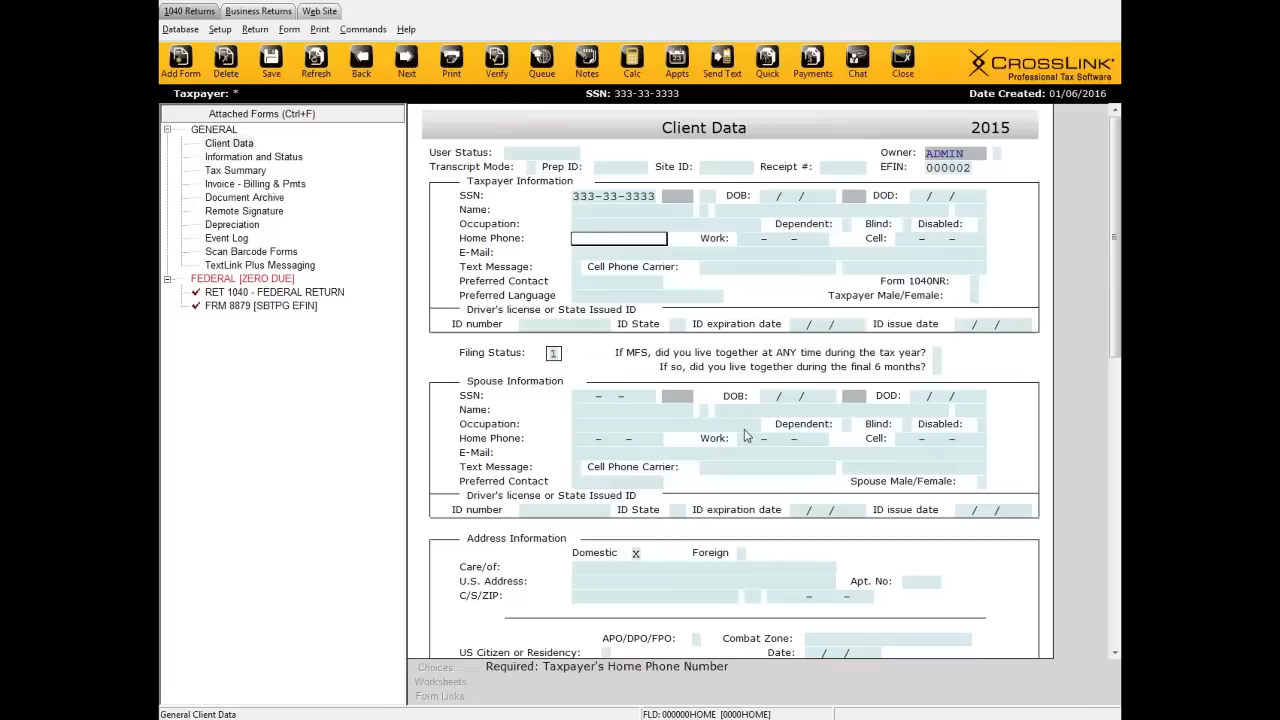 1040 Returns Business Returns Web Site
Database Setup Return Form Print Commands Help
Add Form Delete Save Refresh Back Next Print Verify Queue Notes Calc Appts Send Text Quick Payments Chat Close
CROSSLINK
Professional Tax Software
Taxpayer: * SSN: 333-33-3333 Date Created: 01/06/2016
Attached Forms (Ctrl+F)
GENERAL
Client Data
Information and Status
Tax Summary
Invoice - Billing & Pmts
Document Archive
Remote Signature
Depreciation
Event Log
Scan Barcode Forms
TextLink Plus Messaging
FEDERAL [ZERO DUE]
RET 1040 - FEDERAL RETURN
FRM 8879 [SBTPG EFIN]
Client Data 2015
User Status: Owner: ADMIN
Transcript Mode: Prep ID: Site ID: Receipt #: EFIN: 000002
Taxpayer Information
SSN: 333-33-3333 DOB: / / DOD: / /
Name:
Occupation: Dependent: Blind: Disabled:
Home Phone: Work: – – Cell: – –
E-Mail:
Text Message: Cell Phone Carrier:
Preferred Contact Form 1040NR:
Preferred Language Taxpayer Male/Female:
Driver's license or State Issued ID
ID number ID State ID expiration date / / ID issue date / /
Filing Status: 1 If MFS, did you live together at ANY time during the tax year?
If so, did you live together during the final 6 months?
Spouse Information
SSN: – – DOB: / / DOD: / /
Name:
Occupation: Dependent: Blind: Disabled:
Home Phone: – – Work: – – Cell: – –
E-Mail:
Text Message: Cell Phone Carrier:
Preferred Contact Spouse Male/Female:
Driver's license or State Issued ID
ID number ID State ID expiration date / / ID issue date / /
Address Information
Domestic X Foreign
Care/of:
U.S. Address: Apt. No:
C/S/ZIP: – –
APO/DPO/FPO: Combat Zone:
US Citizen or Residency: Date: / /
Choices Required: Taxpayer's Home Phone Number
Worksheets
Form Links
General Client Data FLD: 000000HOME [0000HOME]